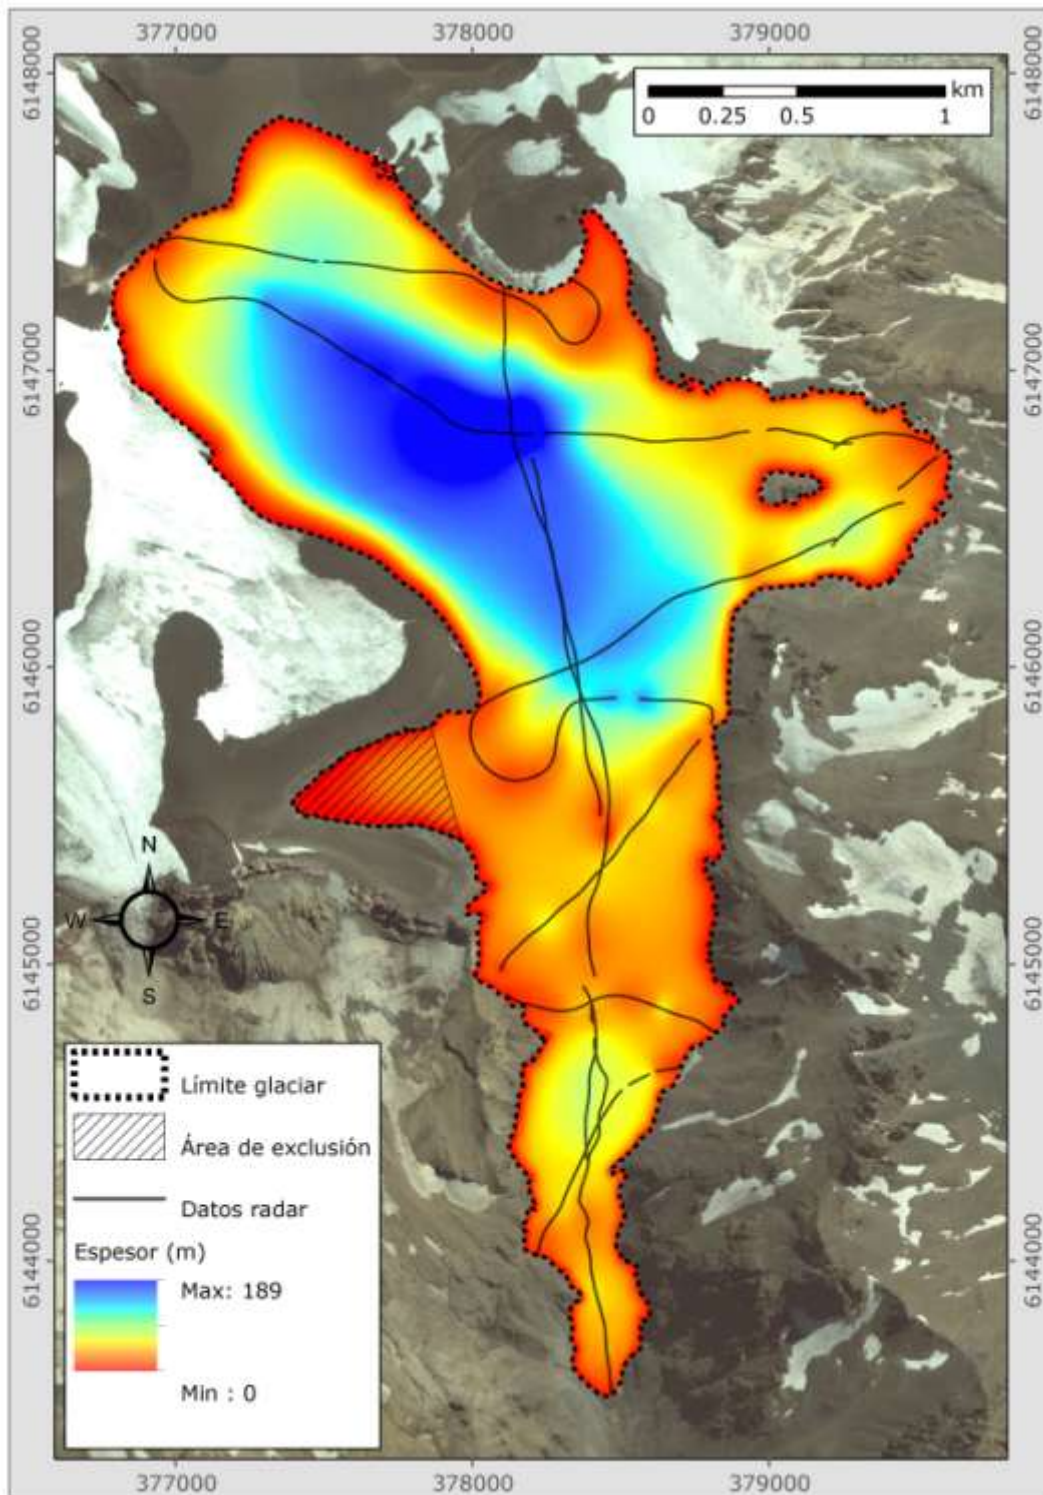 377000 378000 379000
6148000 6148000
km
0 0.25 0.5 1
6147000 6147000
6146000 6146000
N
W E
S
6145000 6145000
Límite glaciar
Área de exclusión
Datos radar
Espesor (m)
Max: 189
Min : 0
6144000 6144000
377000 378000 379000